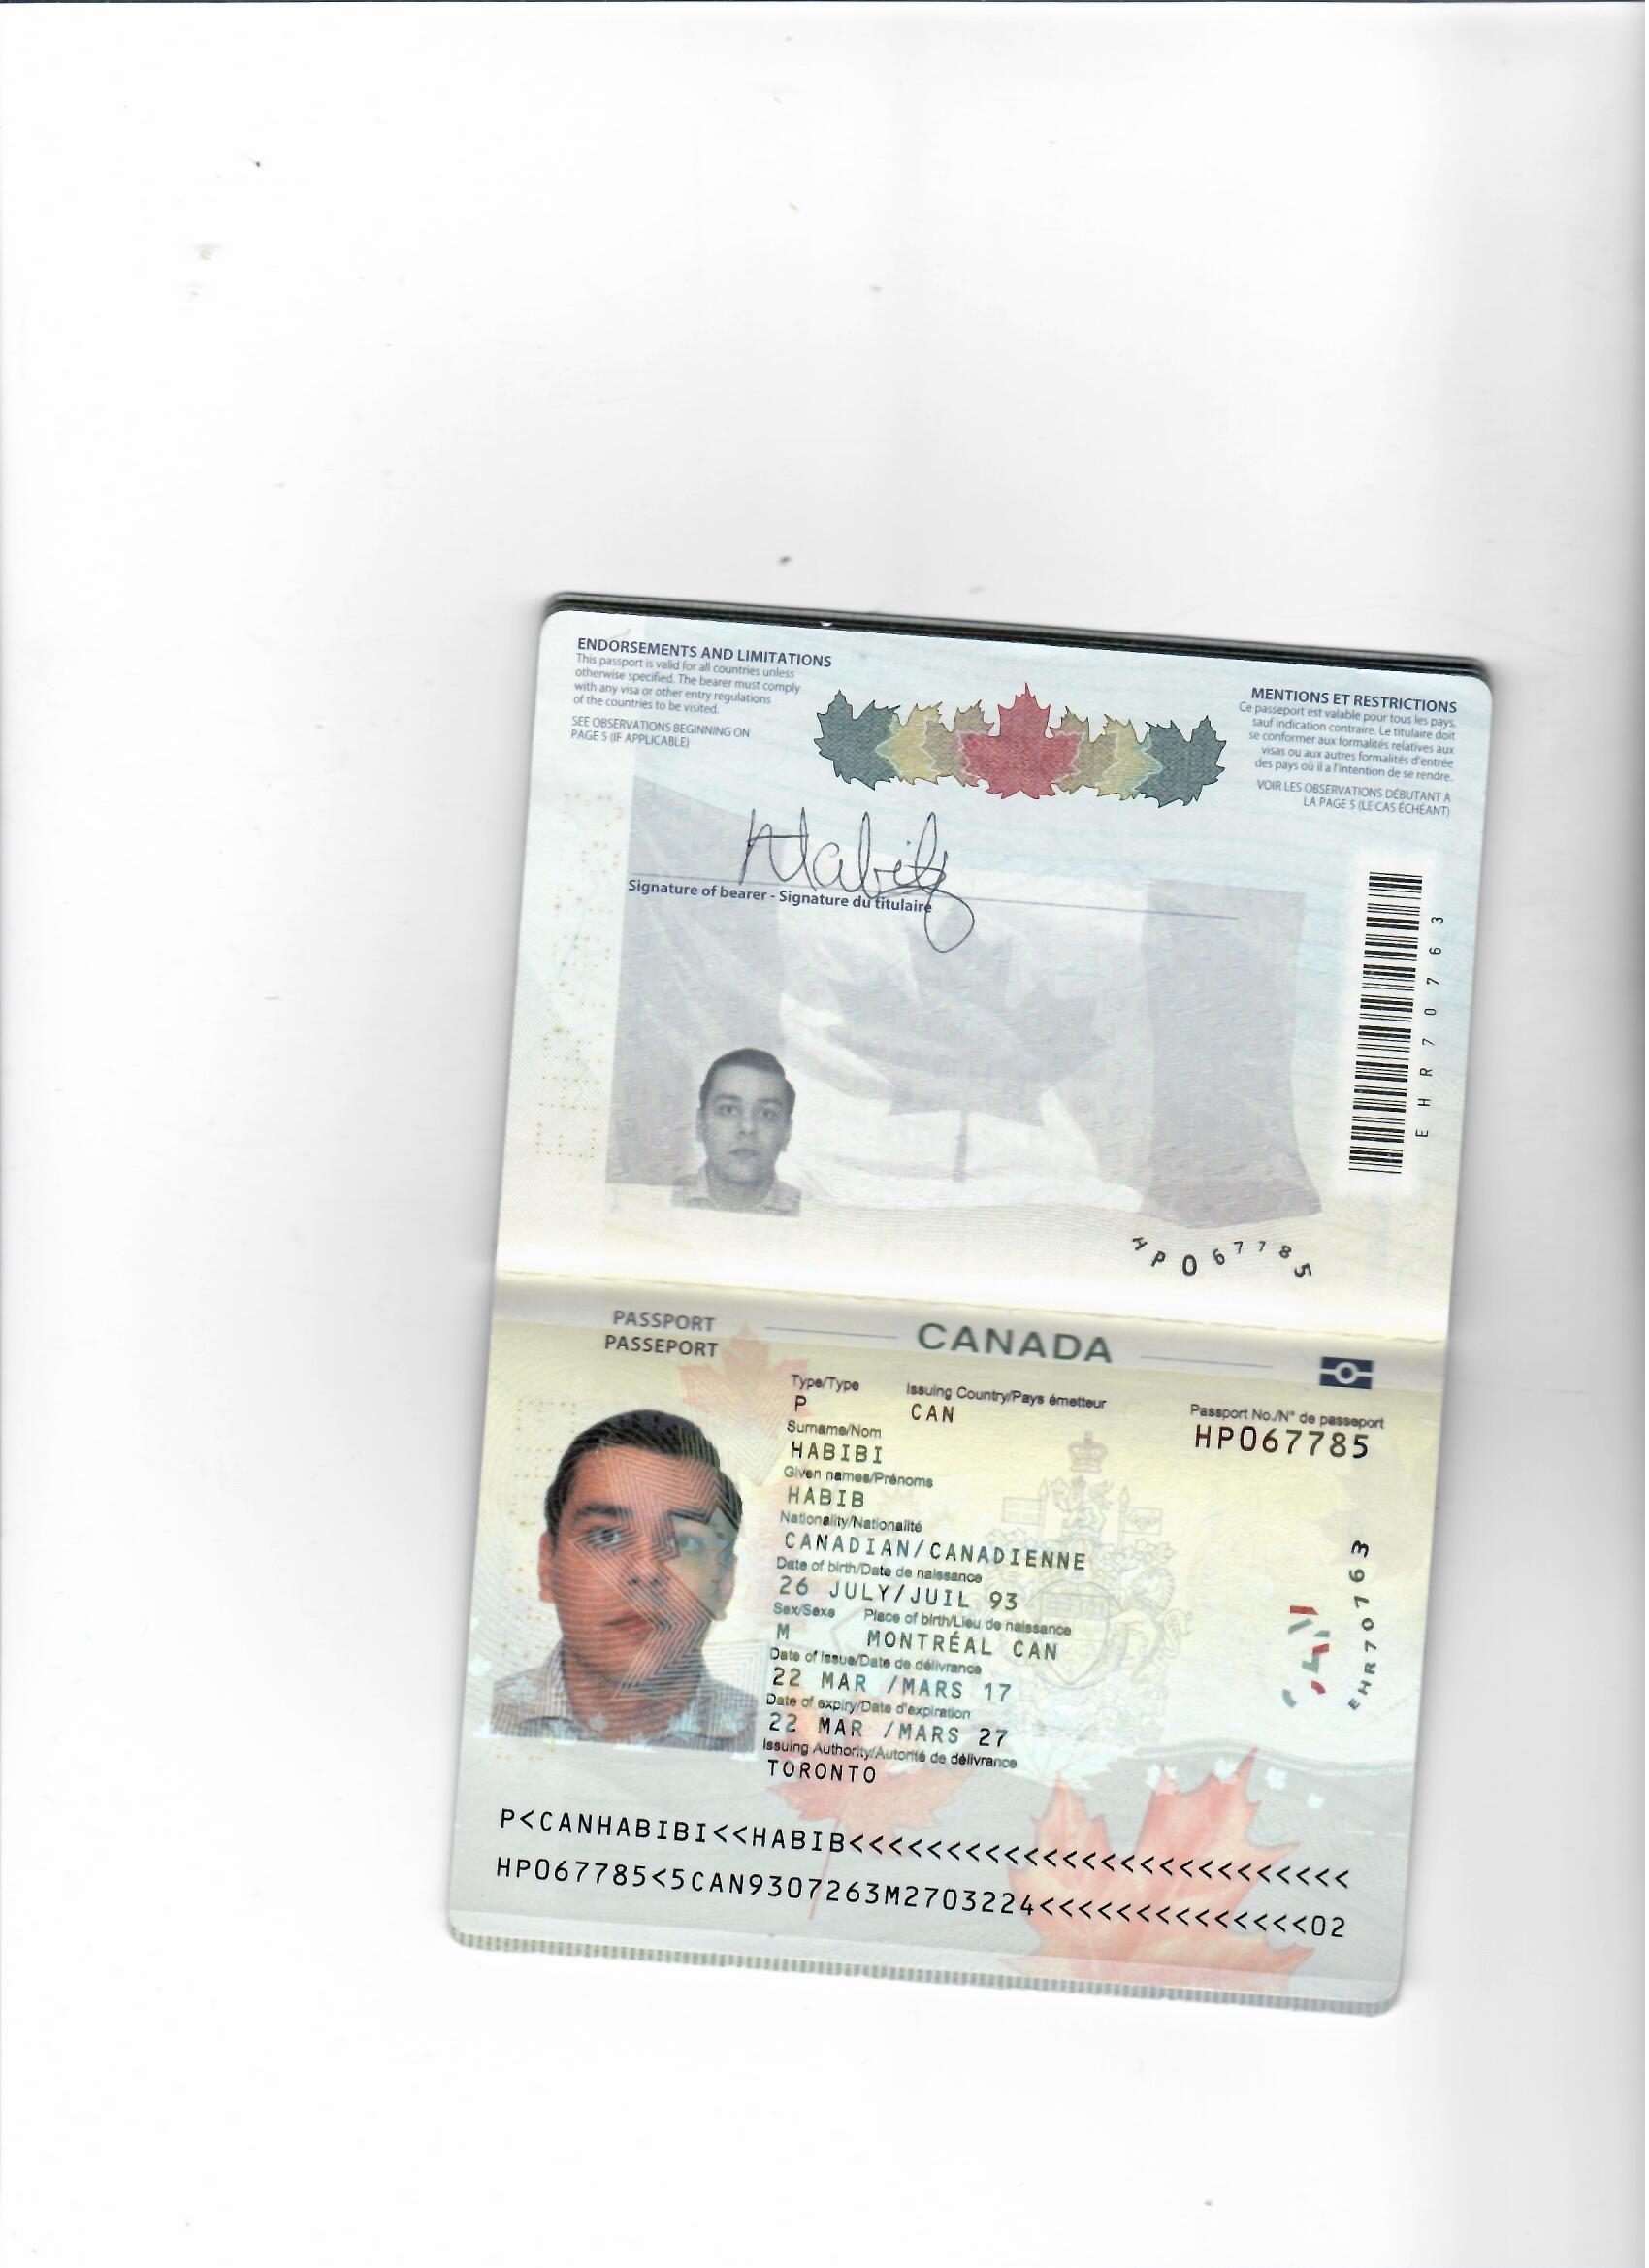 ENDORSEMENTS AND LIMITATIONS
This passport is valid for all countries unless
otherwise specified. The bearer must comply
with any visa or other entry regulations
of the countries to be visited.
SEE OBSERVATIONS BEGINNING ON
PAGE 5 (IF APPLICABLE)
MENTIONS ET RESTRICTIONS
Ce passeport est valable pour tous les pays,
sauf indication contraire. Le titulaire doit
se conformer aux formalités relatives aux
visas ou aux autres formalités d'entrée
des pays où il a l'intention de se rendre.
VOIR LES OBSERVATIONS DÉBUTANT À
LA PAGE 5 (LE CAS ÉCHÉANT)
Habib
Signature of bearer - Signature du titulaire
EHR70763
HP067785
PASSPORT
PASSEPORT
CANADA
Type/Type Issuing Country/Pays émetteur Passport No./N° de passeport
P CAN HP067785
Surname/Nom
HABIBI
Given names/Prénoms
HABIB
Nationality/Nationalité
CANADIAN/CANADIENNE
Date of birth/Date de naissance
26 JULY/JUIL 93
Sex/Sexe Place of birth/Lieu de naissance
M MONTRÉAL CAN
Date of issue/Date de délivrance
22 MAR /MARS 17
Date of expiry/Date d'expiration
22 MAR /MARS 27
Issuing Authority/Autorité de délivrance
TORONTO
EHR70763
P<CANHABIBI<<HABIB<<<<<<<<<<<<<<<<<<<<<<<<<<
HP067785<5CAN9307263M2703224<<<<<<<<<<<<<<02